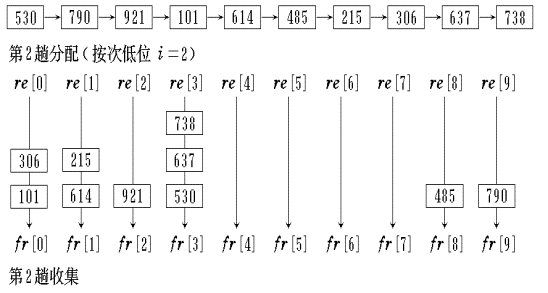 530 790 921 101 614 485 215 306 637 738
第2趟分配(按次低位 i=2)
re[0] re[1] re[2] re[3] re[4] re[5] re[6] re[7] re[8] re[9]
738
306 215 637
101 614 921 530 485 790
fr[0] fr[1] fr[2] fr[3] fr[4] fr[5] fr[6] fr[7] fr[8] fr[9]
第2趟收集